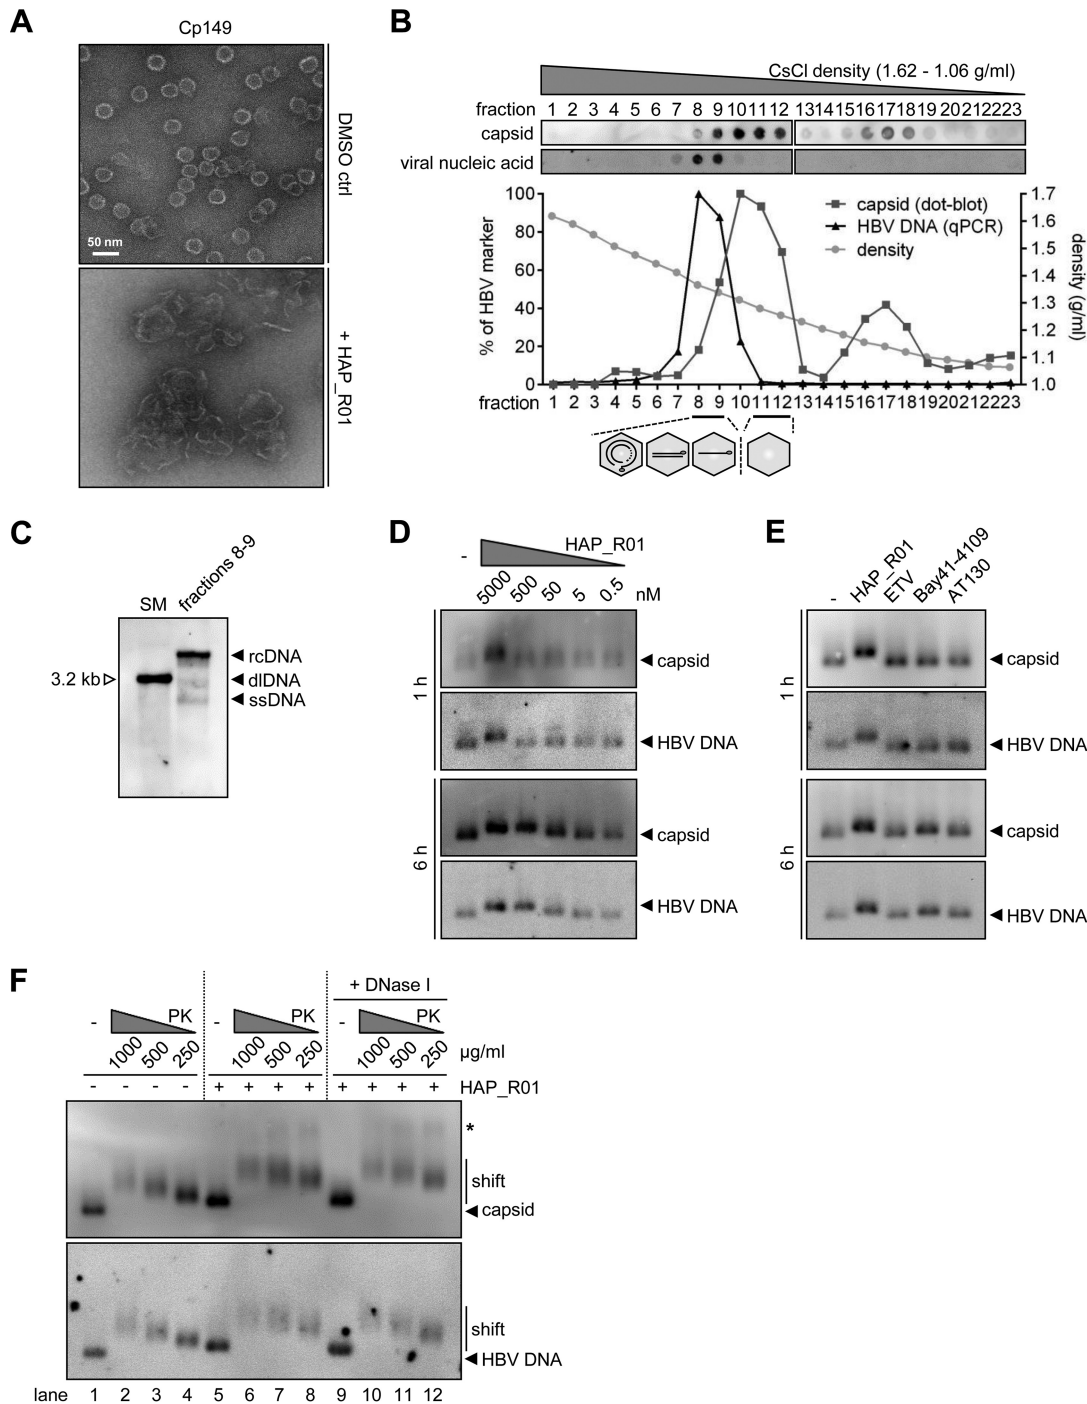 A
Cp149
DMSO ctrl
50 nm
+ HAP_R01
B
CsCl density (1.62 - 1.06 g/ml)
fraction 1 2 3 4 5 6 7 8 9 10 11 12 13 14 15 16 17 18 19 20 21 22 23
capsid
viral nucleic acid
% of HBV marker
100
80
60
40
20
0
capsid (dot-blot)
HBV DNA (qPCR)
density
density (g/ml)
1.7
1.6
1.5
1.4
1.3
1.2
1.1
1.0
fraction 1 2 3 4 5 6 7 8 9 10 11 12 13 14 15 16 17 18 19 20 21 22 23
C
SM fractions 8-9
3.2 kb
rcDNA
dlDNA
ssDNA
D
HAP_R01
- 5000 500 50 5 0.5 nM
1 h
capsid
HBV DNA
6 h
capsid
HBV DNA
E
- HAP_R01 ETV Bay41-4109 AT130
1 h
capsid
HBV DNA
6 h
capsid
HBV DNA
F
+ DNase I
- PK - PK - PK
1000 500 250 1000 500 250 1000 500 250 µg/ml
- - - - + + + + + + + + HAP_R01
*
shift
capsid
shift
HBV DNA
lane 1 2 3 4 5 6 7 8 9 10 11 12